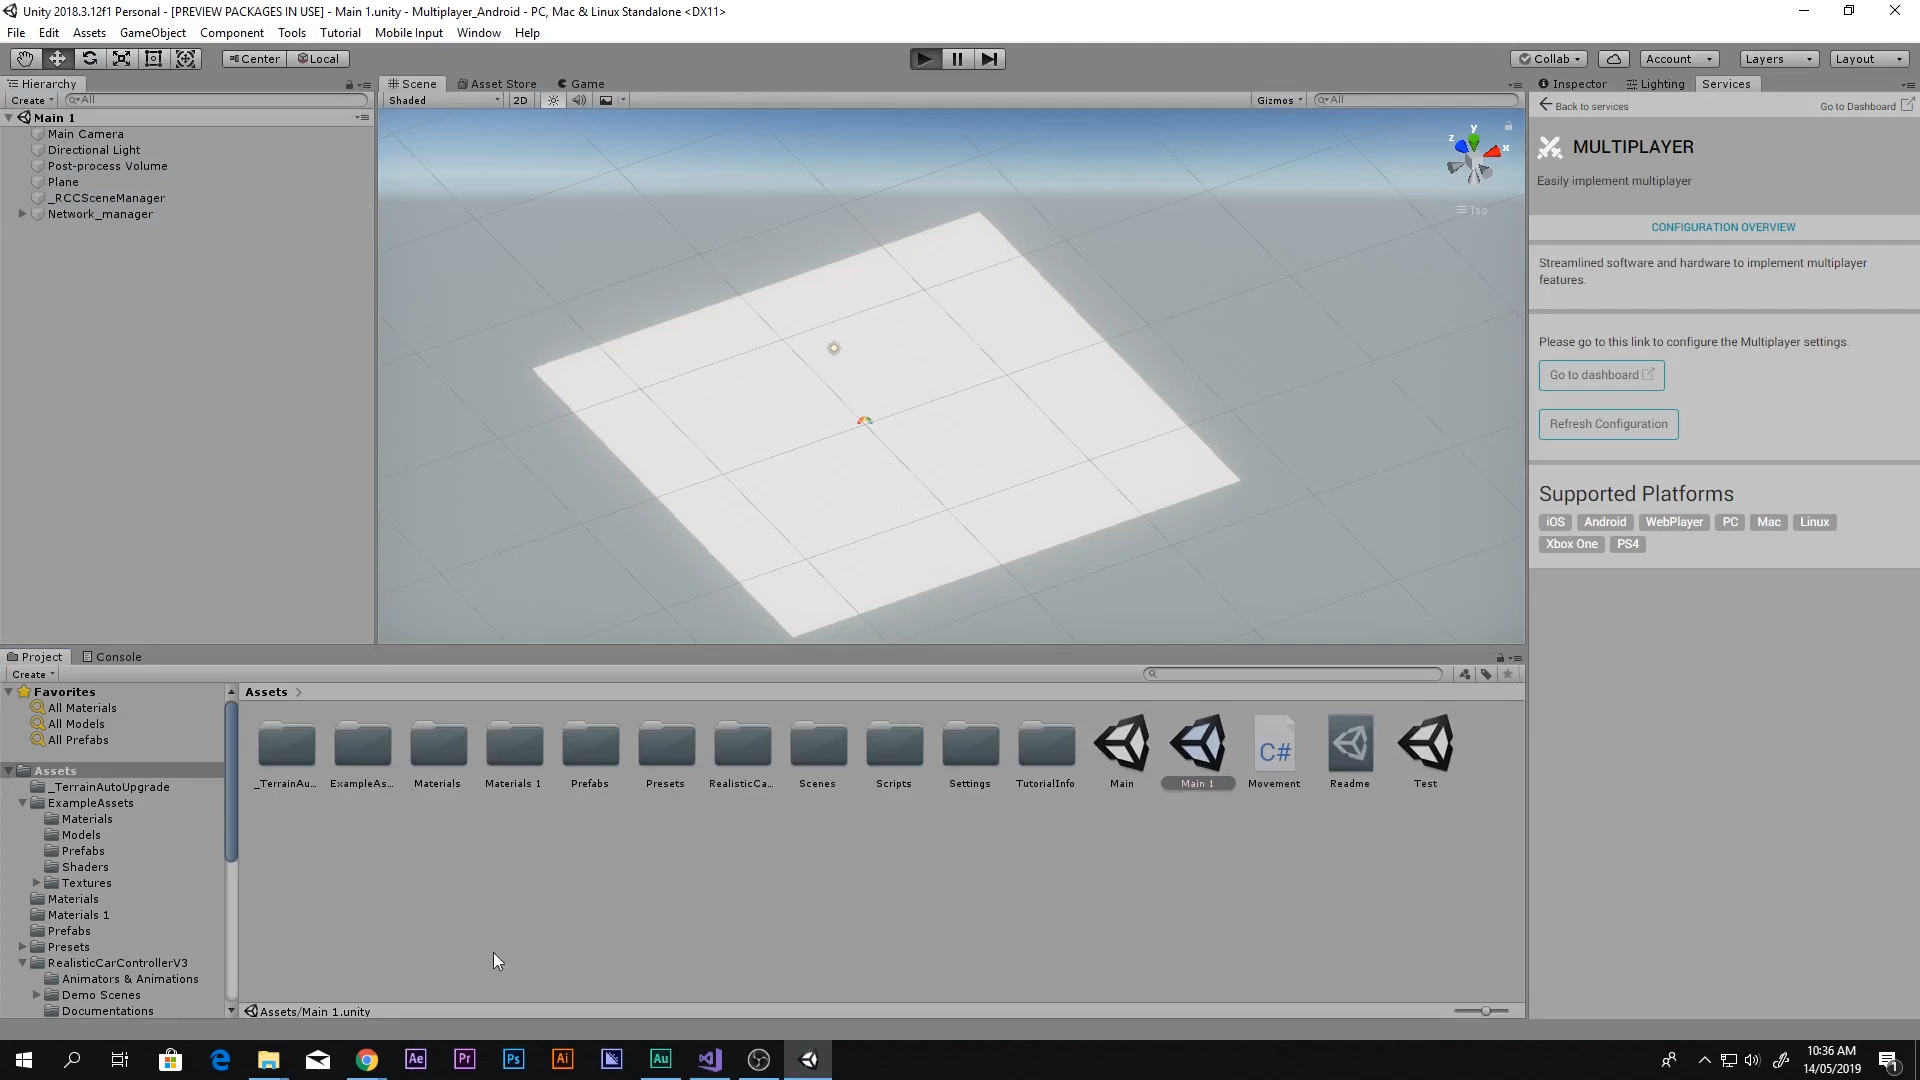 Unity 2018.3.12f1 Personal - [PREVIEW PACKAGES IN USE] - Main 1.unity - Multiplayer_Android - PC, Mac & Linux Standalone <DX11>
File Edit Assets GameObject Component Tools Tutorial Mobile Input Window Help
Center Local Collab Account Layers Layout
Hierarchy
Create All
Main 1
Main Camera
Directional Light
Post-process Volume
Plane
_RCCSceneManager
Network_manager
Scene Asset Store Game
Shaded 2D Gizmos All
y
z x
Iso
Inspector Lighting Services
Back to services Go to Dashboard
MULTIPLAYER
Easily implement multiplayer
CONFIGURATION OVERVIEW
Streamlined software and hardware to implement multiplayer
features.
Please go to this link to configure the Multiplayer settings.
Go to dashboard
Refresh Configuration
Supported Platforms
iOS Android WebPlayer PC Mac Linux
Xbox One PS4
Project Console
Create
Favorites
All Materials
All Models
All Prefabs
Assets
_TerrainAutoUpgrade
ExampleAssets
Materials
Models
Prefabs
Shaders
Textures
Materials
Materials 1
Prefabs
Presets
RealisticCarControllerV3
Animators & Animations
Demo Scenes
Documentations
Assets
_TerrainAu... ExampleAs... Materials Materials 1 Prefabs Presets RealisticCa... Scenes Scripts Settings TutorialInfo Main Main 1 Movement Readme Test
C#
Assets/Main 1.unity
Ae Pr Ps Ai Au
10:36 AM
14/05/2019
1